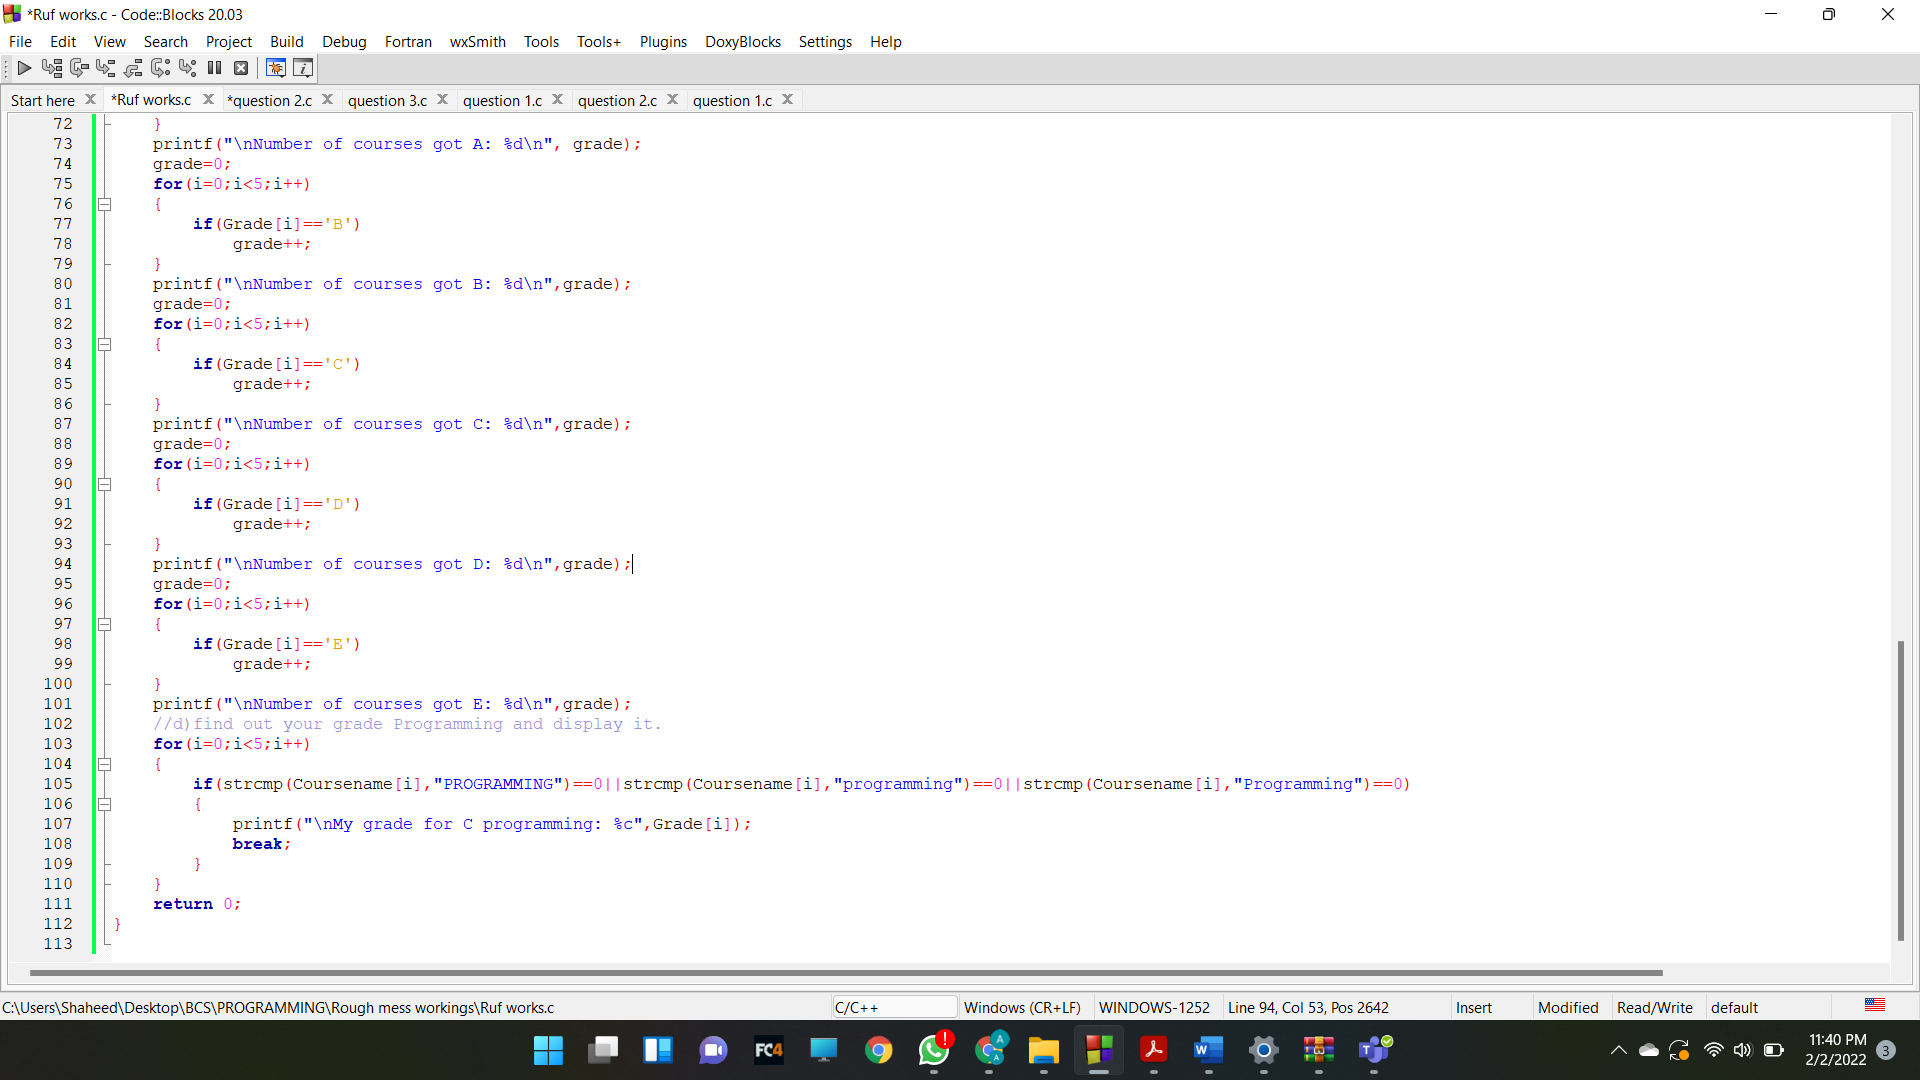 *Ruf works.c - Code::Blocks 20.03
File Edit View Search Project Build Debug Fortran wxSmith Tools Tools+ Plugins DoxyBlocks Settings Help
Start here *Ruf works.c *question 2.c question 3.c question 1.c question 2.c question 1.c
72 }
73 printf("\nNumber of courses got A: %d\n", grade);
74 grade=0;
75 for(i=0;i<5;i++)
76 {
77 if(Grade[i]=='B')
78 grade++;
79 }
80 printf("\nNumber of courses got B: %d\n",grade);
81 grade=0;
82 for(i=0;i<5;i++)
83 {
84 if(Grade[i]=='C')
85 grade++;
86 }
87 printf("\nNumber of courses got C: %d\n",grade);
88 grade=0;
89 for(i=0;i<5;i++)
90 {
91 if(Grade[i]=='D')
92 grade++;
93 }
94 printf("\nNumber of courses got D: %d\n",grade);
95 grade=0;
96 for(i=0;i<5;i++)
97 {
98 if(Grade[i]=='E')
99 grade++;
100 }
101 printf("\nNumber of courses got E: %d\n",grade);
102 //d)find out your grade Programming and display it.
103 for(i=0;i<5;i++)
104 {
105 if(strcmp(Coursename[i],"PROGRAMMING")==0||strcmp(Coursename[i],"programming")==0||strcmp(Coursename[i],"Programming")==0)
106 {
107 printf("\nMy grade for C programming: %c",Grade[i]);
108 break;
109 }
110 }
111 return 0;
112 }
113
C:\Users\Shaheed\Desktop\BCS\PROGRAMMING\Rough mess workings\Ruf works.c C/C++ Windows (CR+LF) WINDOWS-1252 Line 94, Col 53, Pos 2642 Insert Modified Read/Write default
FC4
11:40 PM
2/2/2022
3